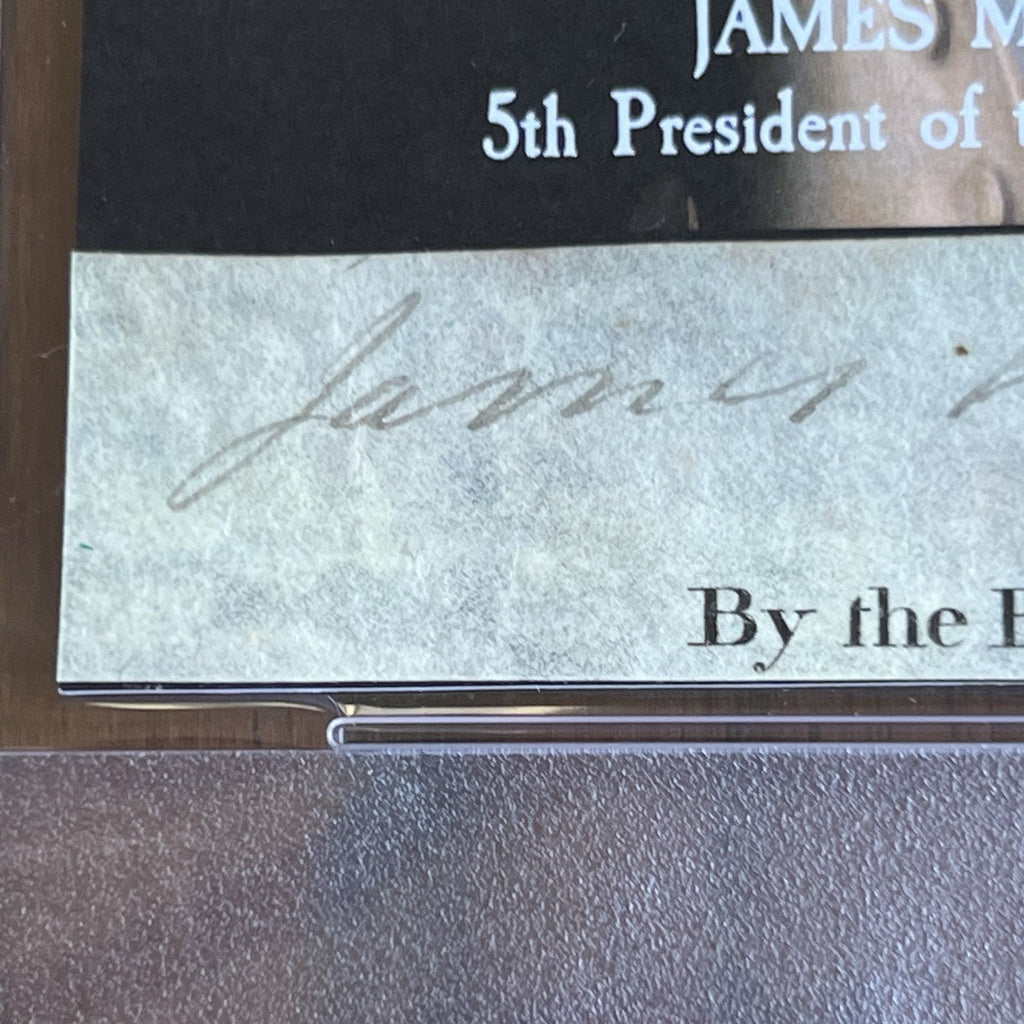 JAMES M
5th President of t
James
By the